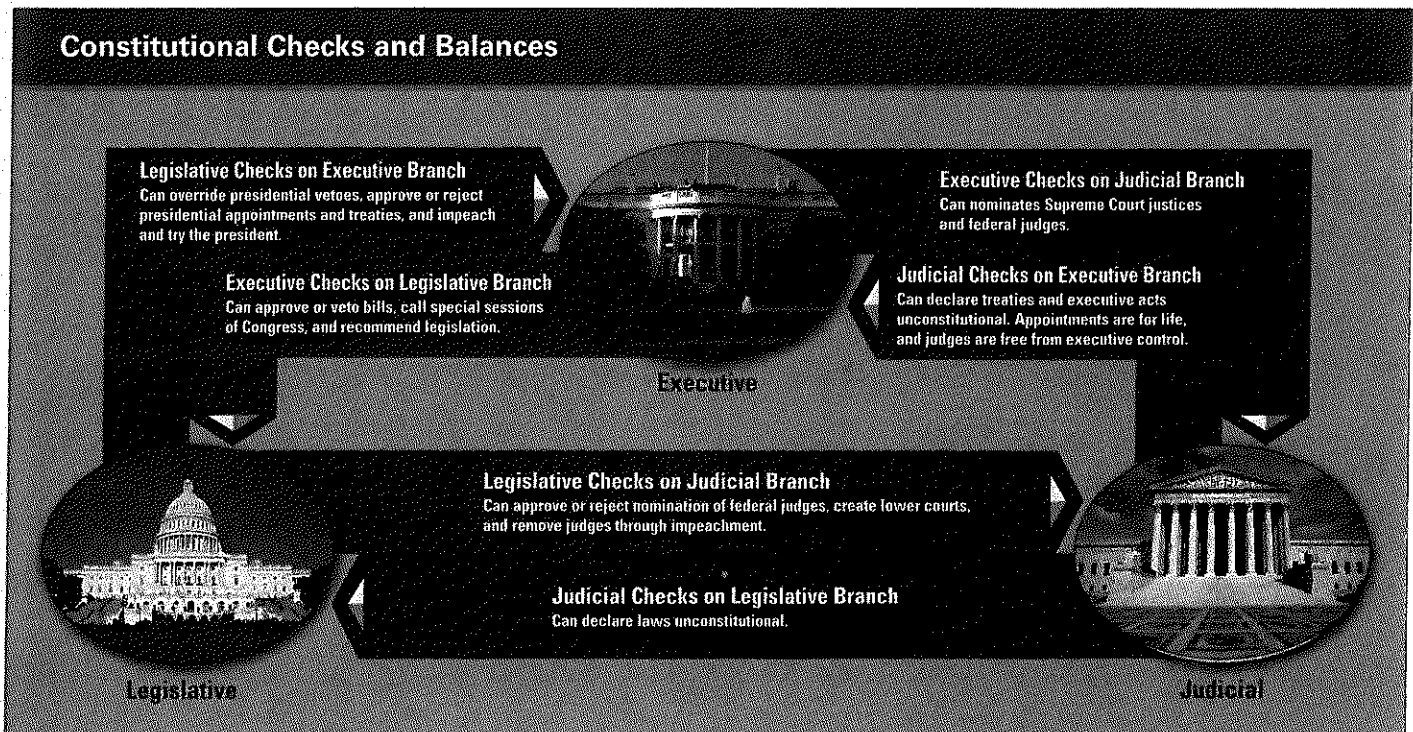 Constitutional Checks and Balances
Legislative Checks on Executive Branch
Can override presidential vetoes, approve or reject
presidential appointments and treaties, and impeach
and try the president.
Executive Checks on Judicial Branch
Can nominates Supreme Court justices
and federal judges.
Executive Checks on Legislative Branch
Can approve or veto bills, call special sessions
of Congress, and recommend legislation.
Judicial Checks on Executive Branch
Can declare treaties and executive acts
unconstitutional. Appointments are for life,
and judges are free from executive control.
Executive
Legislative Checks on Judicial Branch
Can approve or reject nomination of federal judges, create lower courts,
and remove judges through impeachment.
Judicial Checks on Legislative Branch
Can declare laws unconstitutional.
Legislative
Judicial